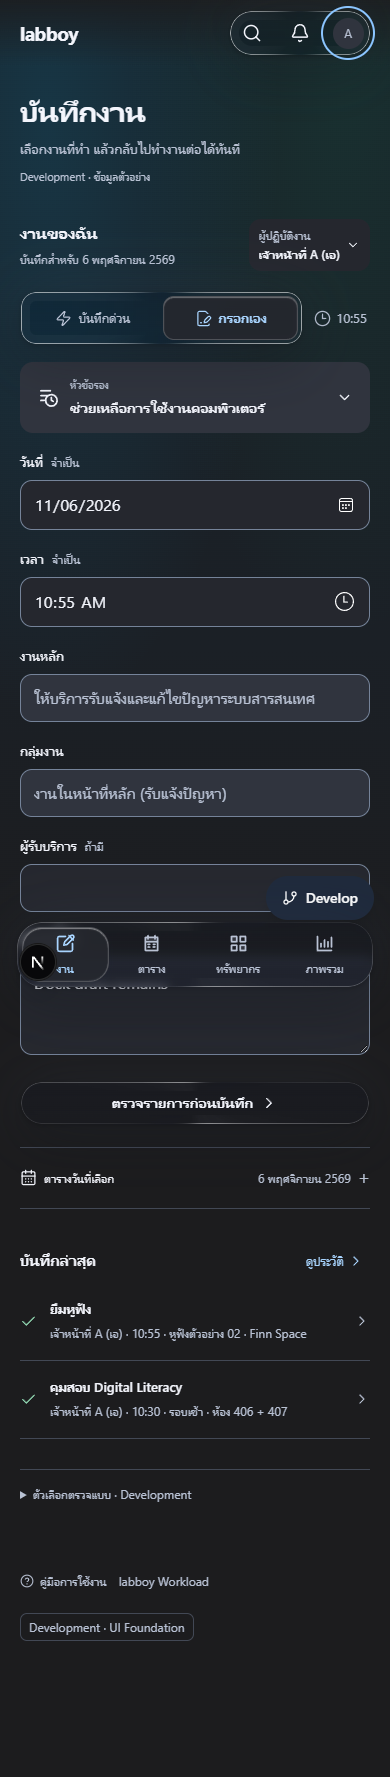 labboy
A
บันทึกงาน
เลือกงานที่ทำ แล้วกลับไปทำงานต่อได้ทันที
Development · ข้อมูลตัวอย่าง
งานของฉัน
บันทึกสำหรับ 6 พฤศจิกายน 2569
ผู้ปฏิบัติงาน
เจ้าหน้าที่ A (เอ)
บันทึกด่วน
กรอกเอง
10:55
หัวข้อรอง
ช่วยเหลือการใช้งานคอมพิวเตอร์
วันที่ จำเป็น
11/06/2026
เวลา จำเป็น
10:55 AM
งานหลัก
ให้บริการรับแจ้งและแก้ไขปัญหาระบบสารสนเทศ
กลุ่มงาน
งานในหน้าที่หลัก (รับแจ้งปัญหา)
ผู้รับบริการ ถ้ามี
Develop
N
งาน
ตาราง
ทรัพยากร
ภาพรวม
Dock draft remains
ตรวจรายการก่อนบันทึก
ตารางวันที่เลือก
6 พฤศจิกายน 2569 +
บันทึกล่าสุด
ดูประวัติ
ยืมหูฟัง
เจ้าหน้าที่ A (เอ) · 10:55 · หูฟังตัวอย่าง 02 · Finn Space
คุมสอบ Digital Literacy
เจ้าหน้าที่ A (เอ) · 10:30 · รอบเช้า · ห้อง 406 + 407
ตัวเลือกตรวจแบบ · Development
คู่มือการใช้งาน
labboy Workload
Development · UI Foundation